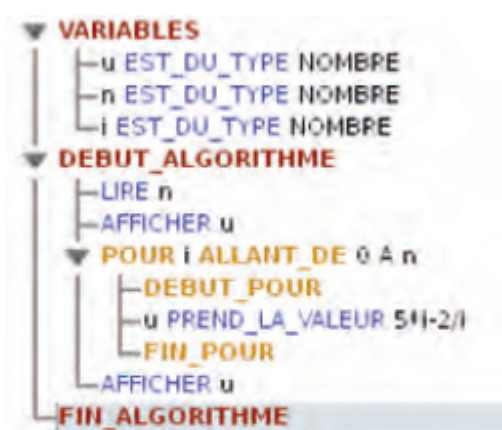 VARIABLES
u EST_DU_TYPE NOMBRE
n EST_DU_TYPE NOMBRE
i EST_DU_TYPE NOMBRE
DEBUT_ALGORITHME
LIRE n
AFFICHER u
POUR i ALLANT_DE 0 A n
DEBUT_POUR
u PREND_LA_VALEUR 5*i-2/i
FIN_POUR
AFFICHER u
FIN_ALGORITHME